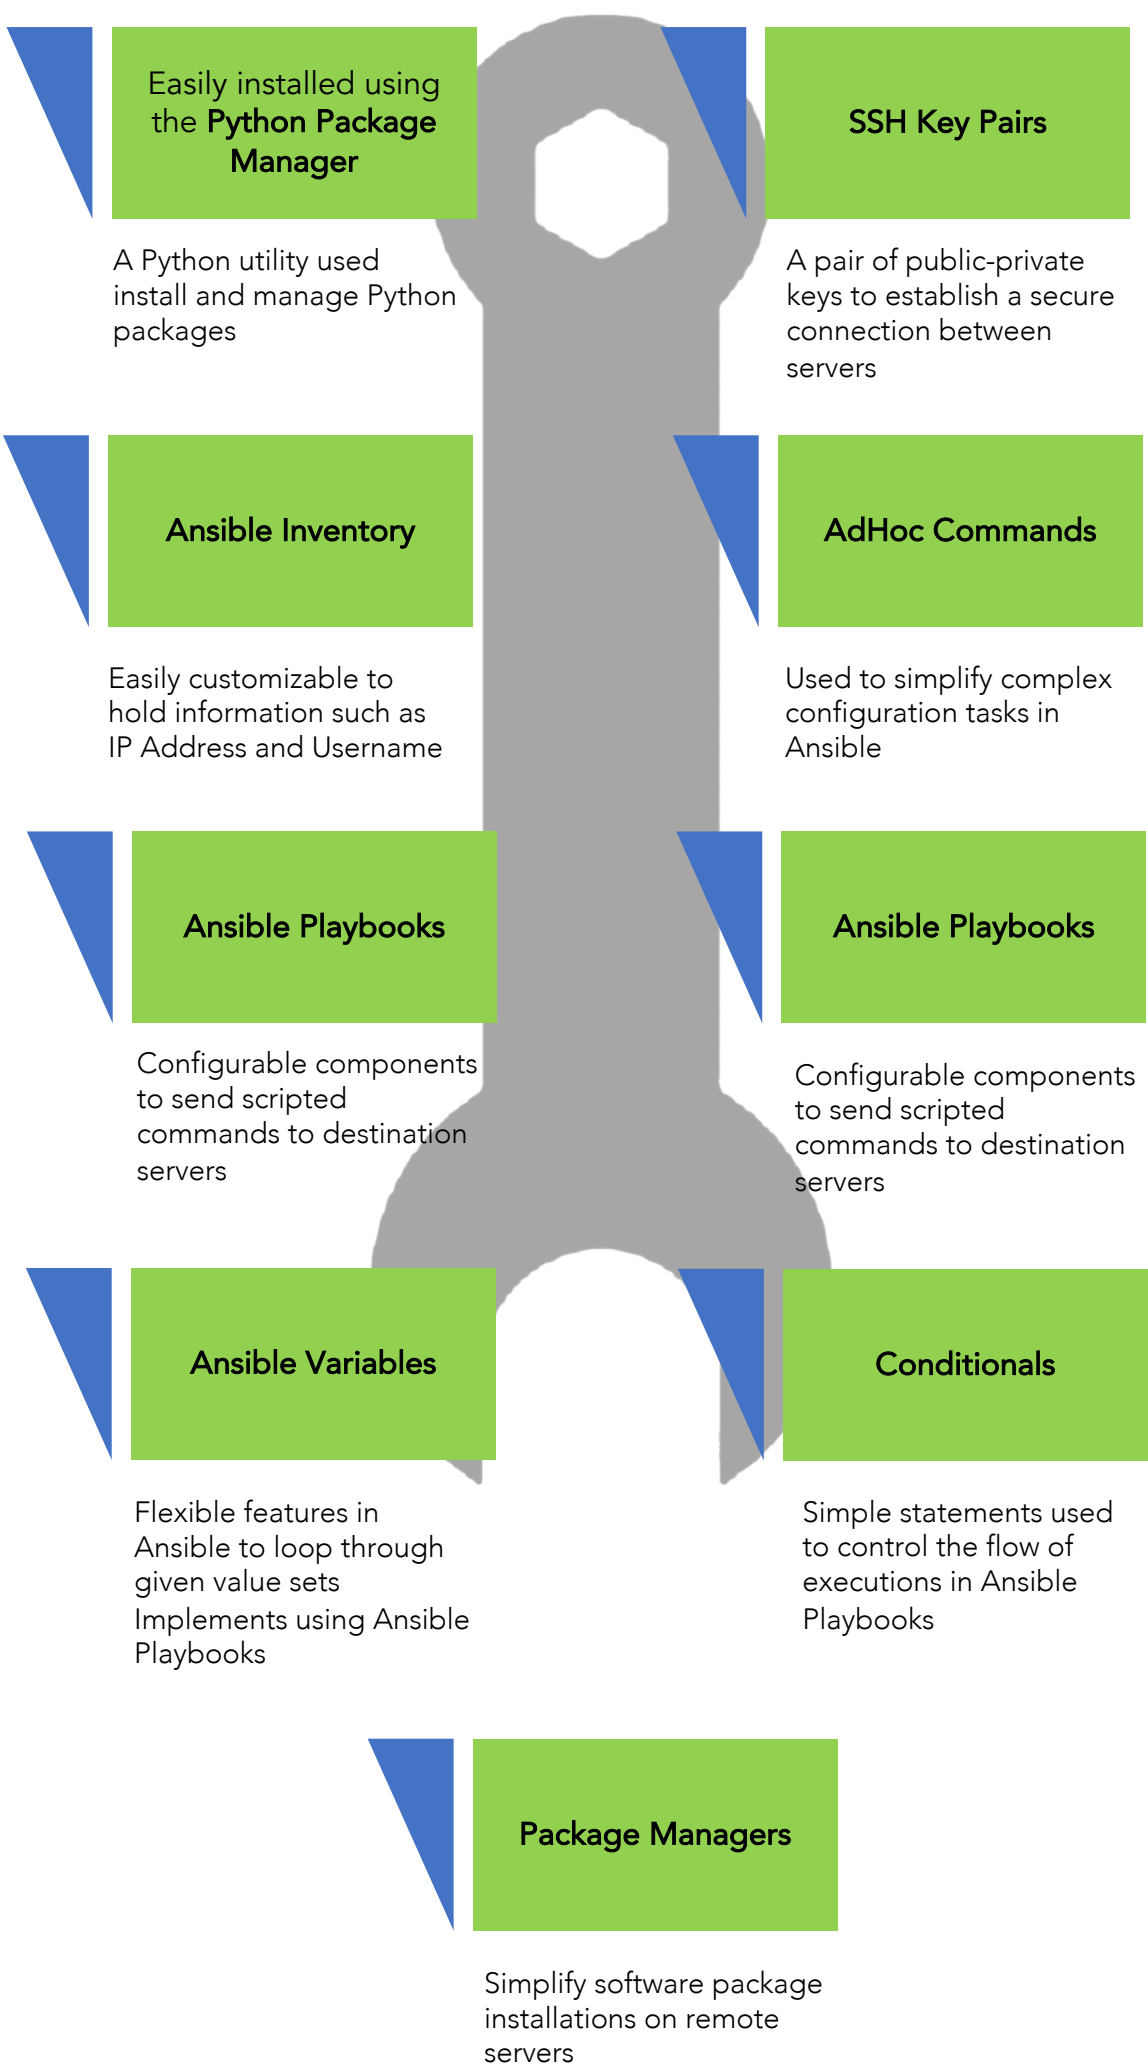 Easily installed using
the Python Package
Manager
A Python utility used
install and manage Python
packages
SSH Key Pairs
A pair of public-private
keys to establish a secure
connection between
servers
Ansible Inventory
Easily customizable to
hold information such as
IP Address and Username
AdHoc Commands
Used to simplify complex
configuration tasks in
Ansible
Ansible Playbooks
Configurable components
to send scripted
commands to destination
servers
Ansible Playbooks
Configurable components
to send scripted
commands to destination
servers
Ansible Variables
Flexible features in
Ansible to loop through
given value sets
Implements using Ansible
Playbooks
Conditionals
Simple statements used
to control the flow of
executions in Ansible
Playbooks
Package Managers
Simplify software package
installations on remote
servers